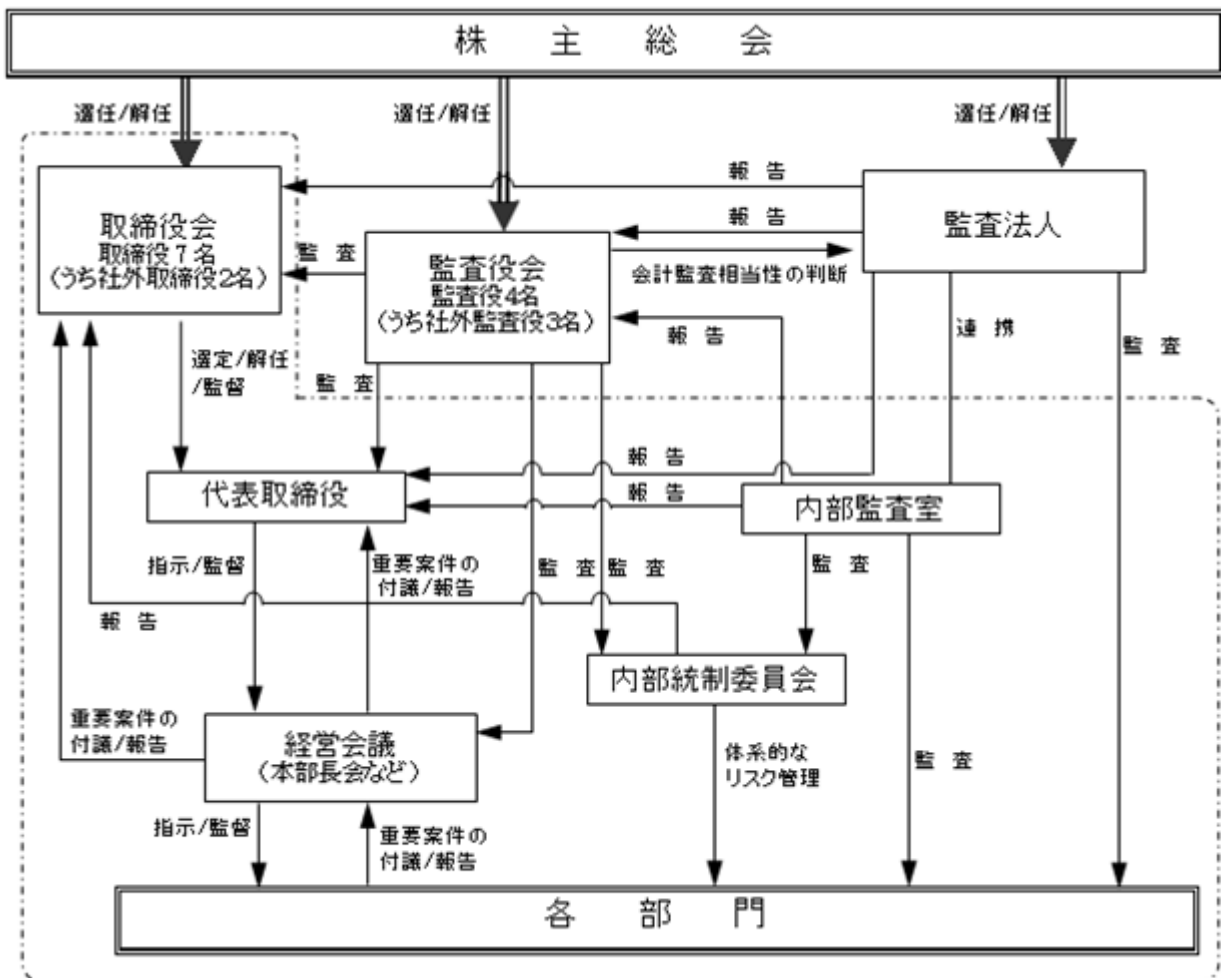 株 主 総 会
選任/解任
選任/解任
選任/解任
報 告
取締役会
取締役7名
(うち社外取締役2名)
監 査
監査役会
監査役4名
(うち社外監査役3名)
報 告
会計監査相当性の判断
監査法人
報 告
連 携
監 査
選定/解任
/監督
監 査
報 告
代表取締役
報 告
内部監査室
指示/監督
重要案件の
付議/報告
監 査
監 査
監 査
報 告
内部統制委員会
重要案件の
付議/報告
経営会議
(本部長会など)
体系的な
リスク管理
監 査
指示/監督
重要案件の
付議/報告
各 部 門